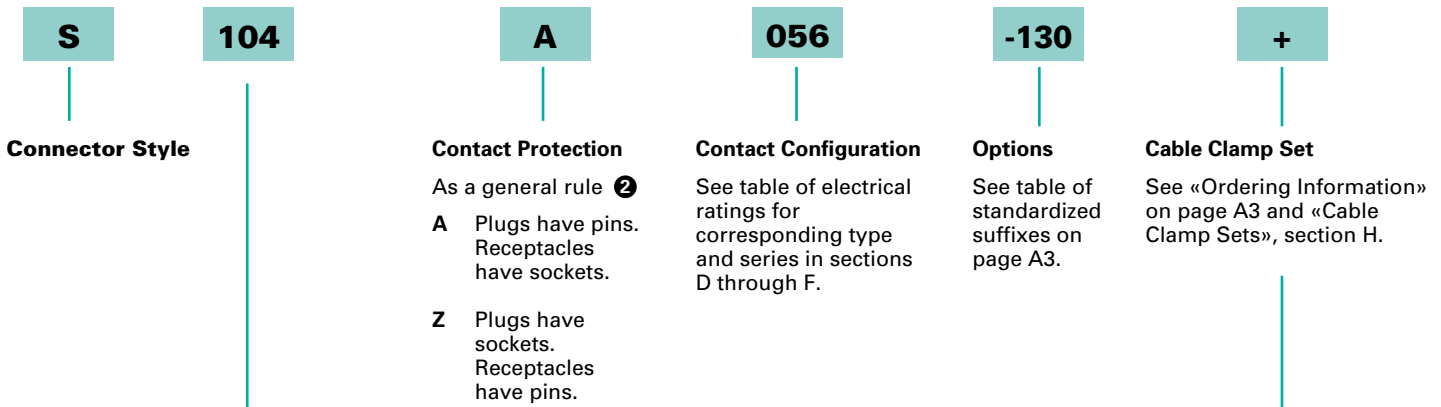 S 104 A 056 -130 +
Connector Style
Contact Protection
As a general rule ❷
A Plugs have pins.
Receptacles
have sockets.
Z Plugs have
sockets.
Receptacles
have pins.
Contact Configuration
See table of electrical
ratings for
corresponding type
and series in sections
D through F.
Options
See table of
standardized
suffixes on
page A3.
Cable Clamp Set
See «Ordering Information»
on page A3 and «Cable
Clamp Sets», section H.